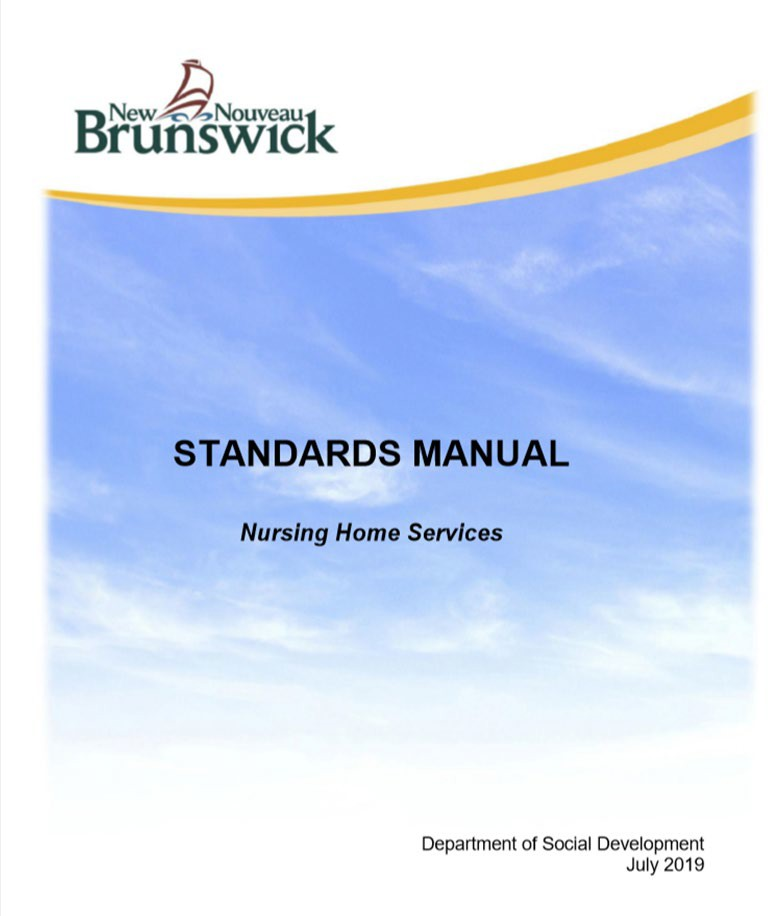 New Nouveau
Brunswick
STANDARDS MANUAL
Nursing Home Services
Department of Social Development
July 2019